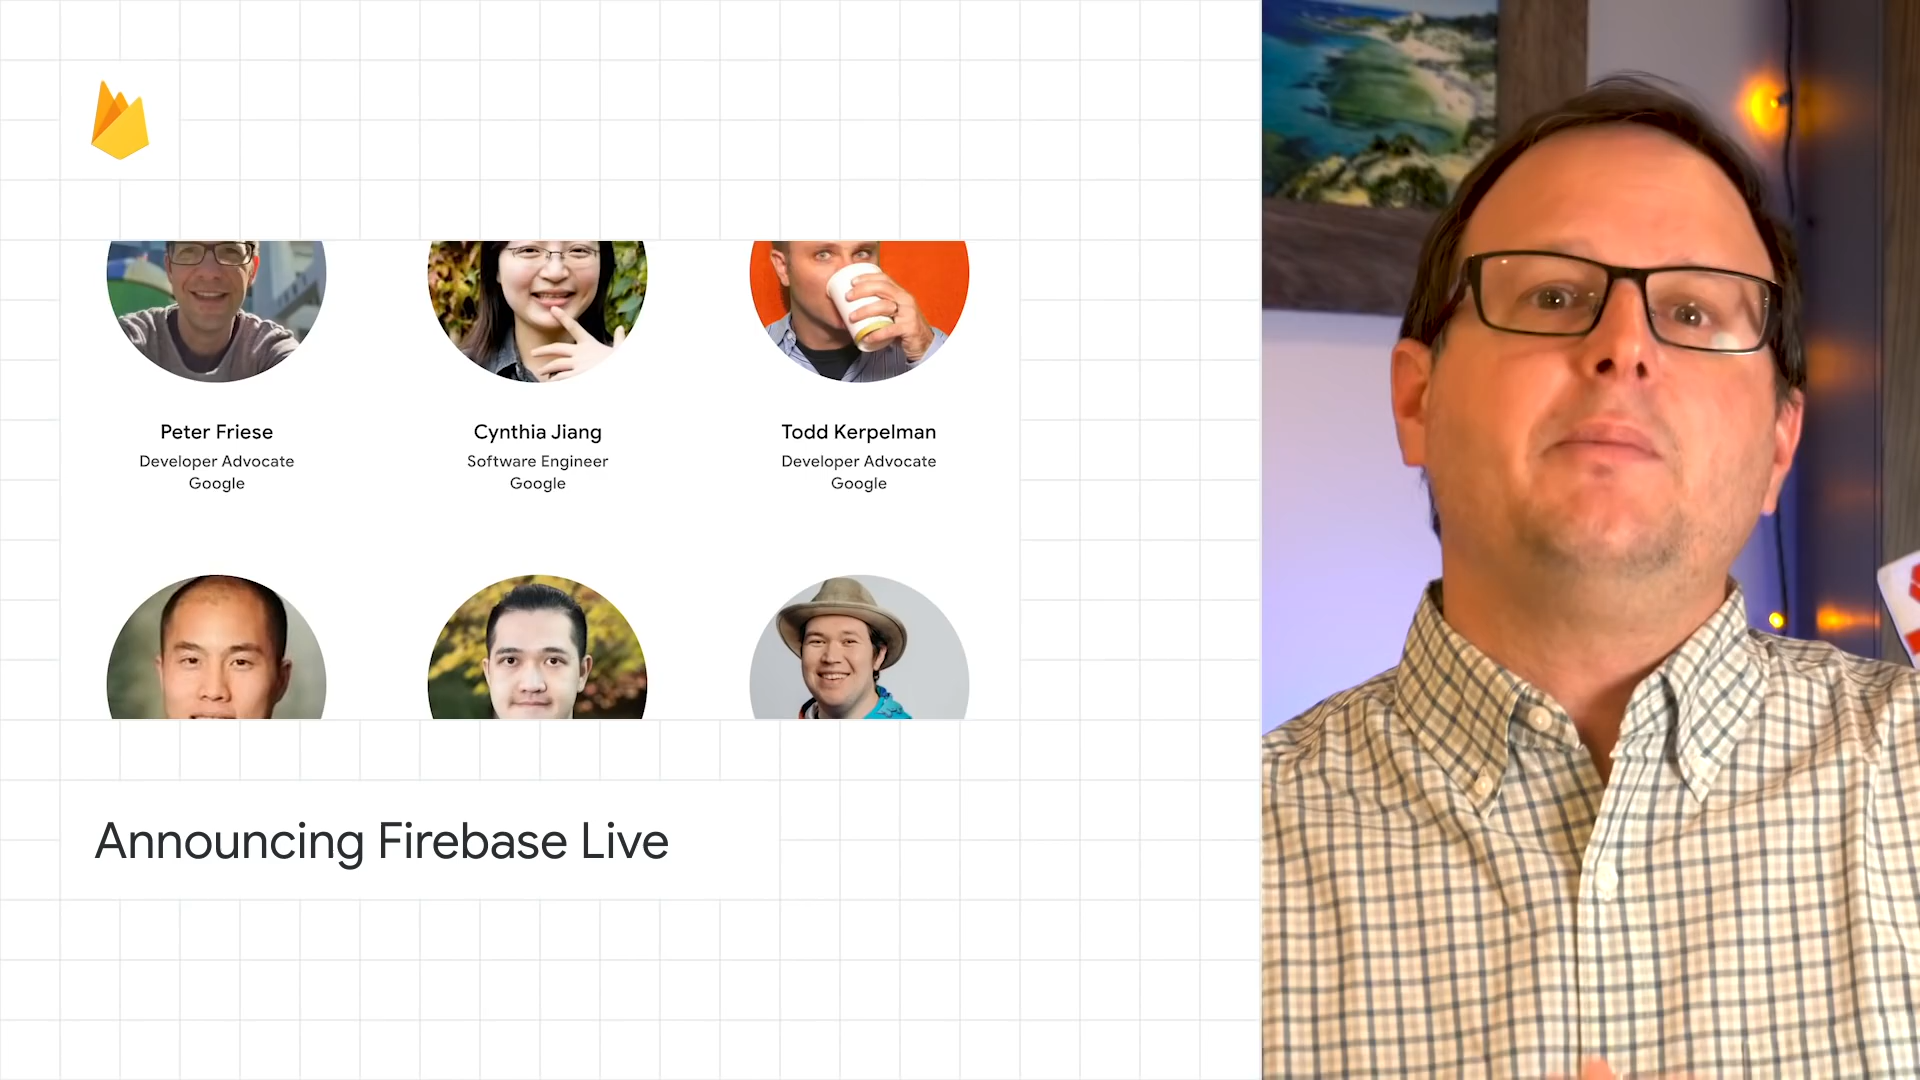 Peter Friese
Developer Advocate
Google
Cynthia Jiang
Software Engineer
Google
Todd Kerpelman
Developer Advocate
Google
Announcing Firebase Live